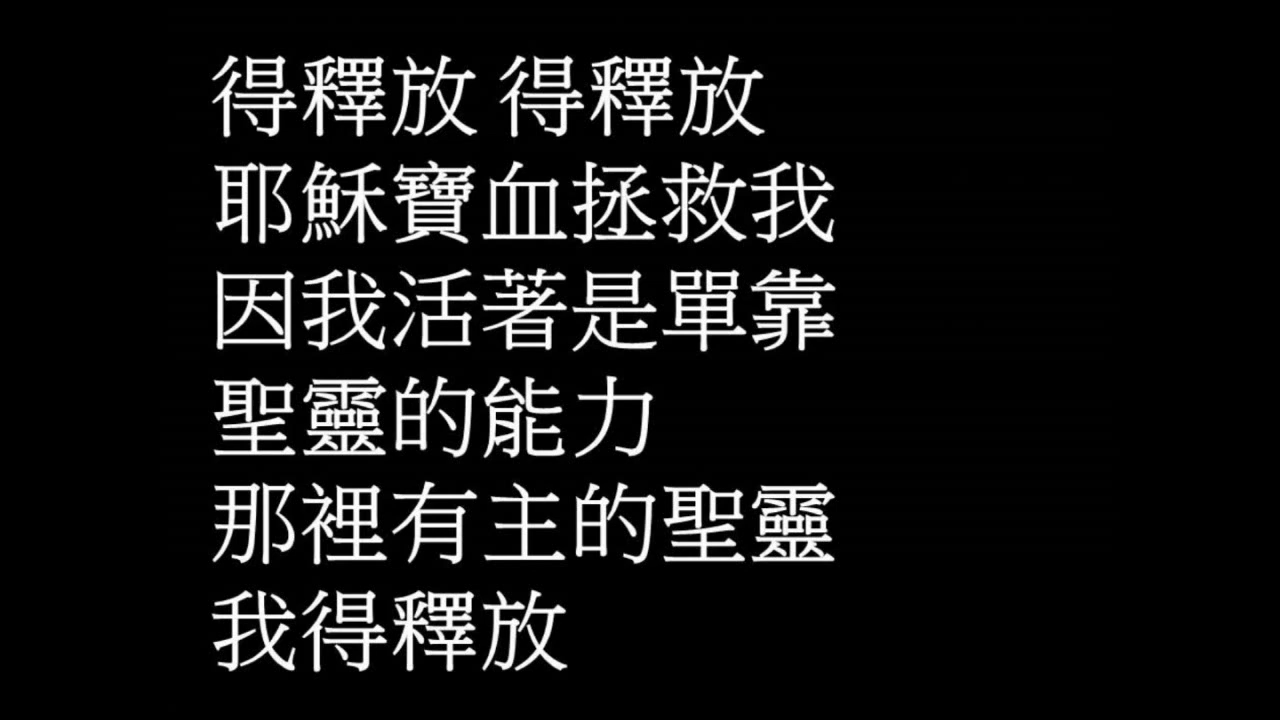 得釋放 得釋放
耶穌寶血拯救我
因我活著是單靠
聖靈的能力
那裡有主的聖靈
我得釋放